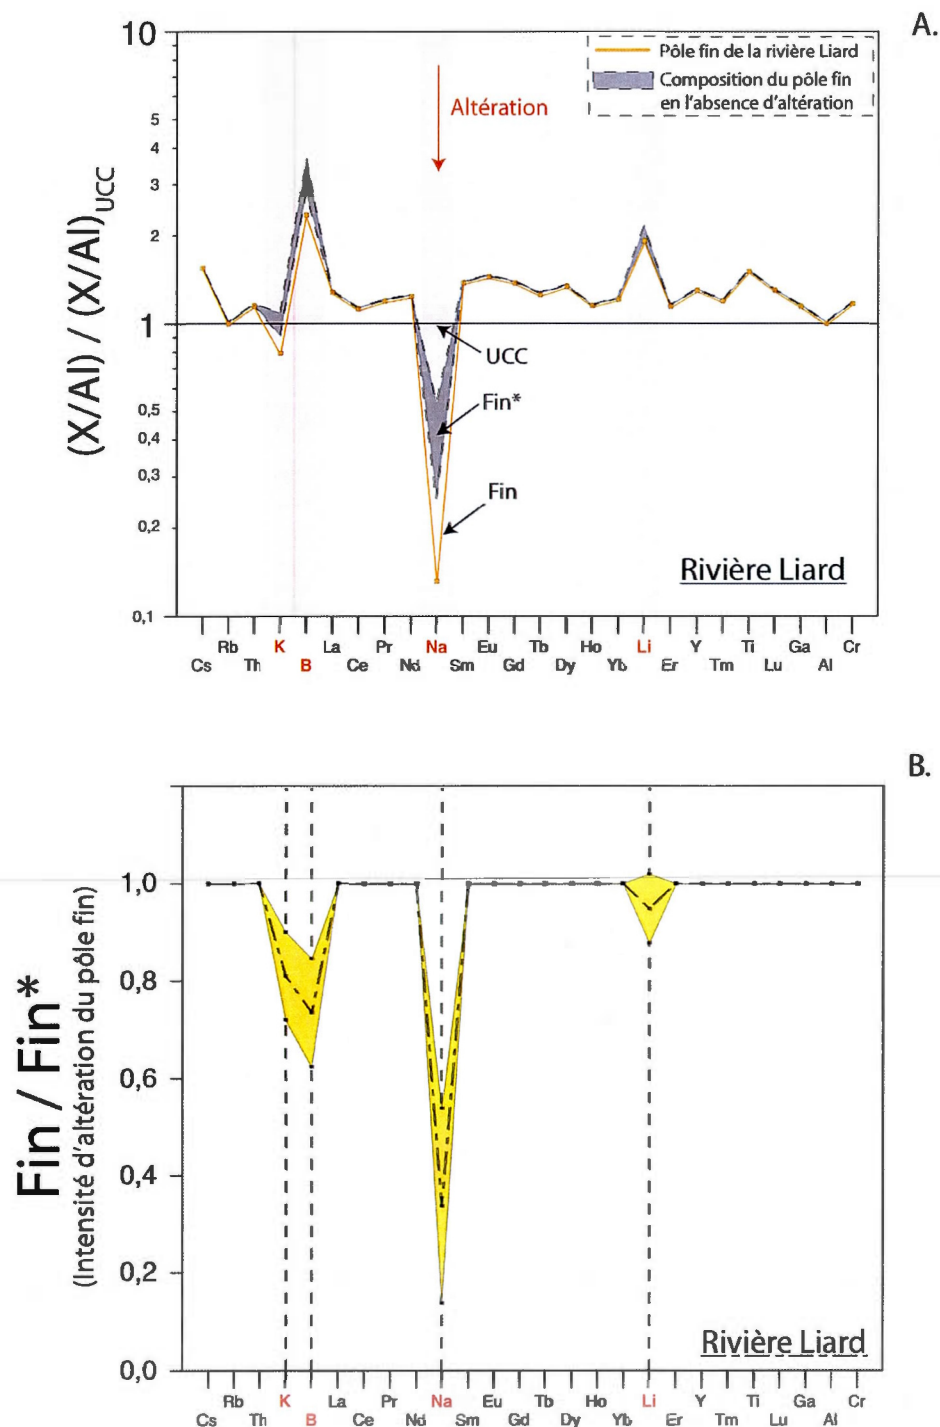 A.
10
5
4
3
2
1
0,5
0,4
0,3
0,2
0,1
(X/Al) / (X/Al)UCC
Pôle fin de la rivière Liard
Composition du pôle fin
en l'absence d'altération
Altération
UCC
Fin*
Fin
Rivière Liard
Rb K La Pr Na Eu Tb Ho Li Y Ti Ga Cr
Cs Th B Ce Nd Sm Gd Dy Yb Er Tm Lu Al
B.
1,0
0,8
0,6
0,4
0,2
0,0
Fin / Fin*
(Intensité d'altération du pôle fin)
Rivière Liard
Rb K La Pr Na Eu Tb Ho Li Y Ti Ga Cr
Cs Th B Ce Nd Sm Gd Dy Yb Er Tm Lu Al